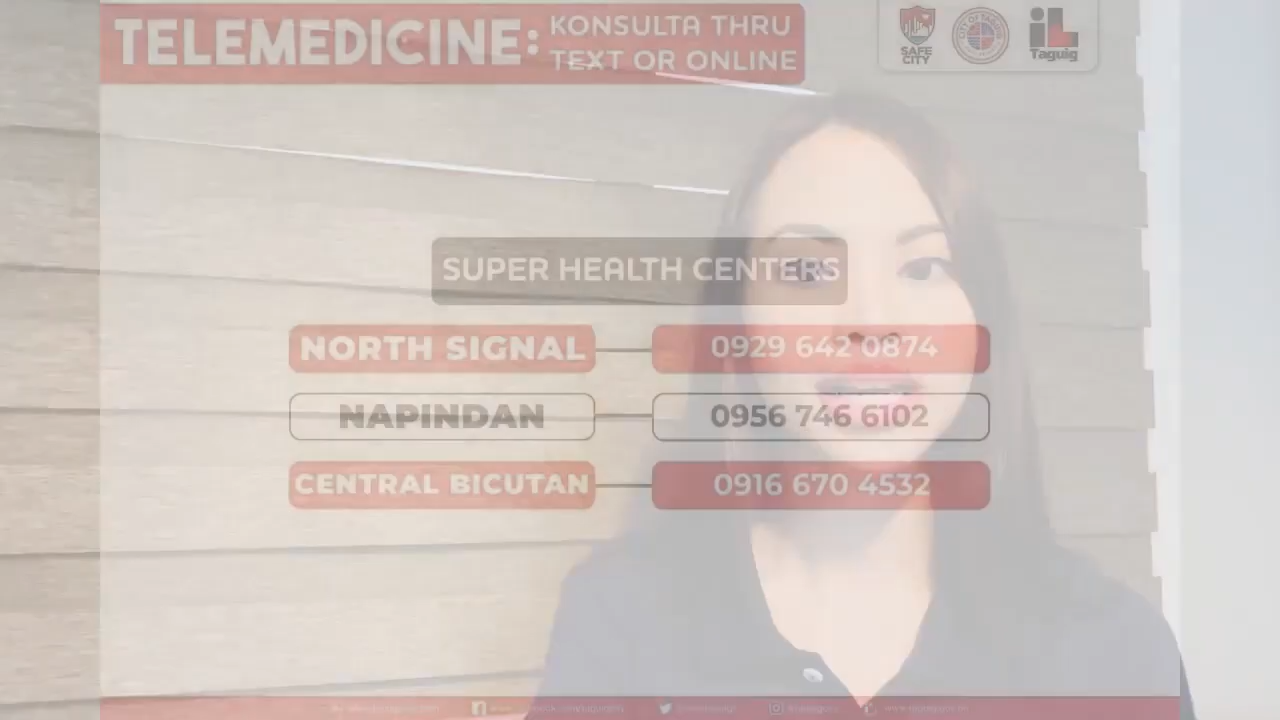 TELEMEDICINE:
KONSULTA THRU
TEXT OR ONLINE
SAFE
CITY
Taguig
SUPER HEALTH CENTERS
NORTH SIGNAL
0929 642 0874
NAPINDAN
0956 746 6102
CENTRAL BICUTAN
0916 670 4532